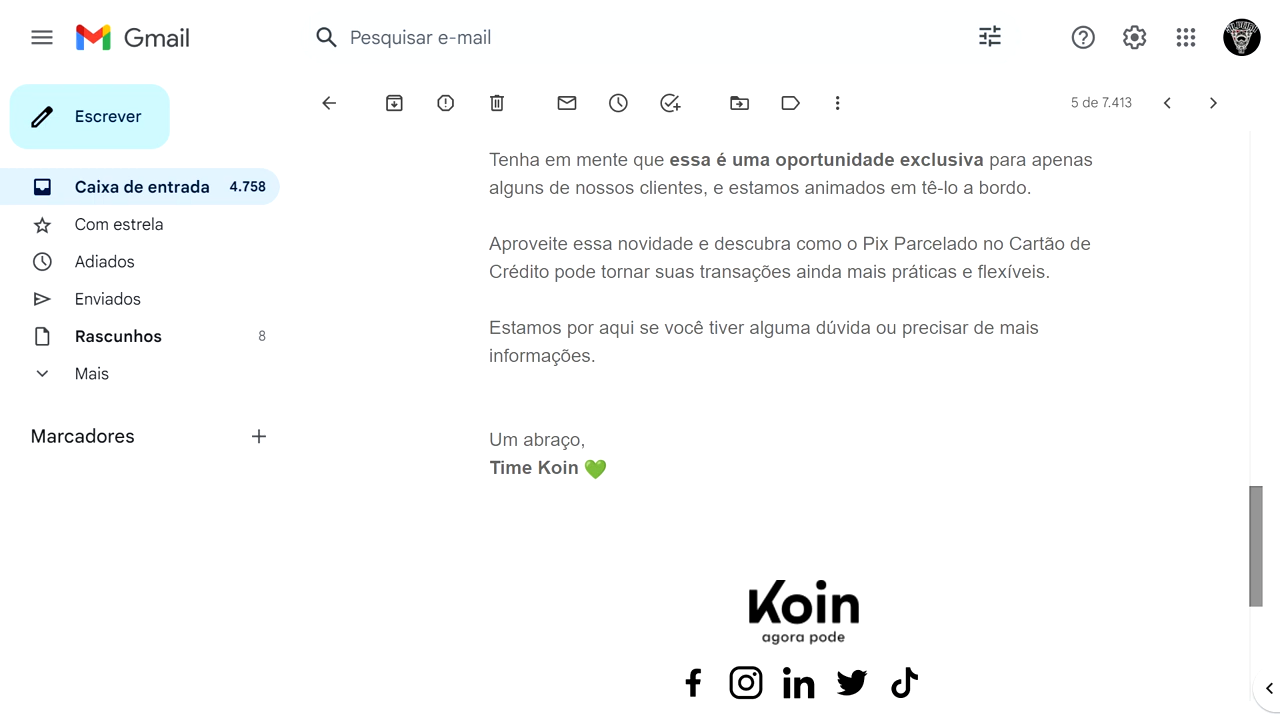 Gmail
Pesquisar e-mail
Escrever
5 de 7.413
Caixa de entrada 4.758
Com estrela
Adiados
Enviados
Rascunhos 8
Mais
Marcadores
Tenha em mente que essa é uma oportunidade exclusiva para apenas
alguns de nossos clientes, e estamos animados em tê-lo a bordo.
Aproveite essa novidade e descubra como o Pix Parcelado no Cartão de
Crédito pode tornar suas transações ainda mais práticas e flexíveis.
Estamos por aqui se você tiver alguma dúvida ou precisar de mais
informações.
Um abraço,
Time Koin 💚
Koin
agora pode